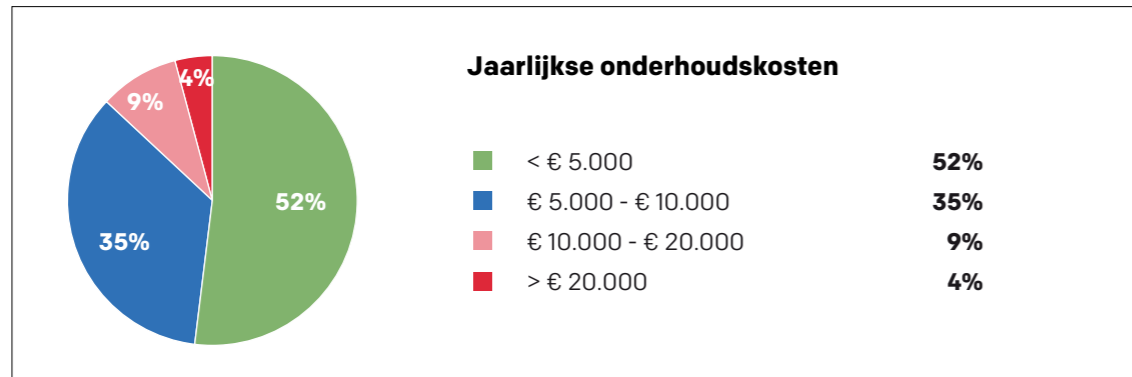 4%
9%
52%
35%
Jaarlijkse onderhoudskosten
< € 5.000 52%
€ 5.000 - € 10.000 35%
€ 10.000 - € 20.000 9%
> € 20.000 4%